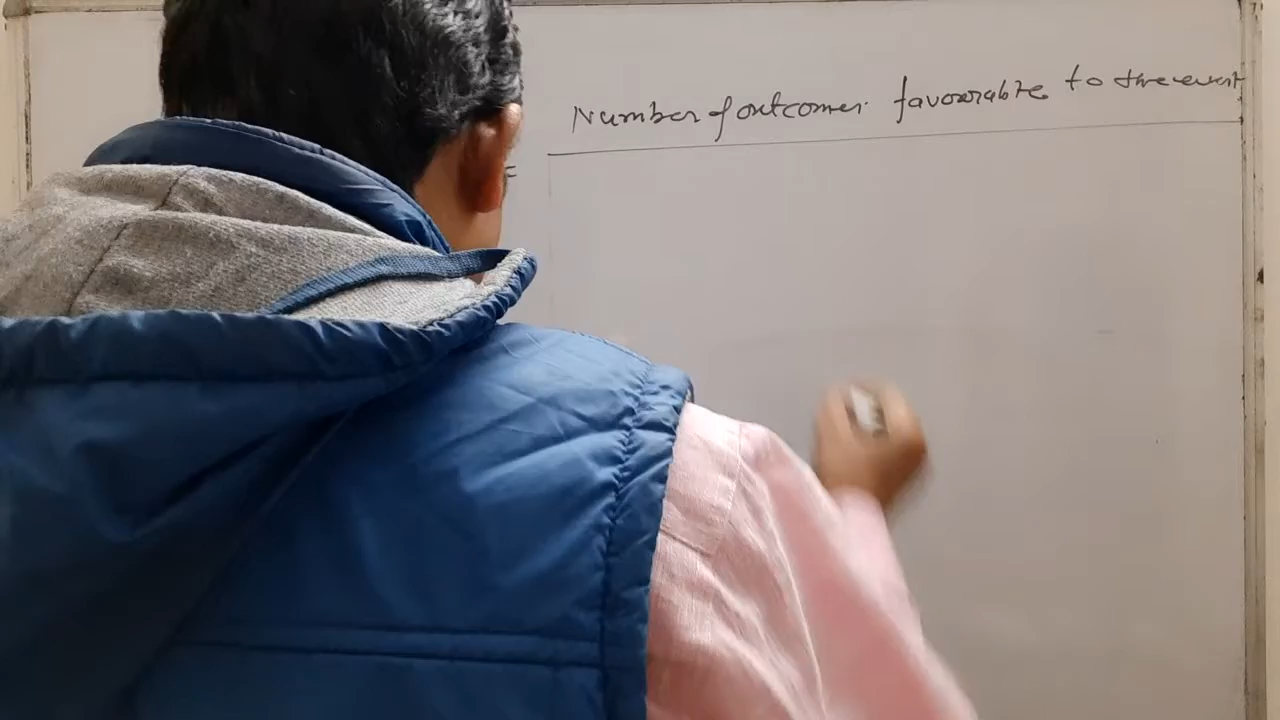 Number of outcomes favourable to the event
=